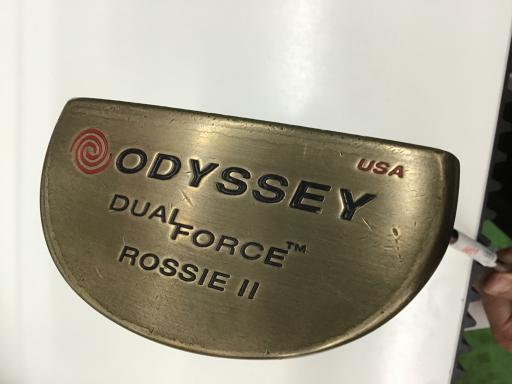 ODYSSEY
USA
DUAL
FORCE™
ROSSIE II